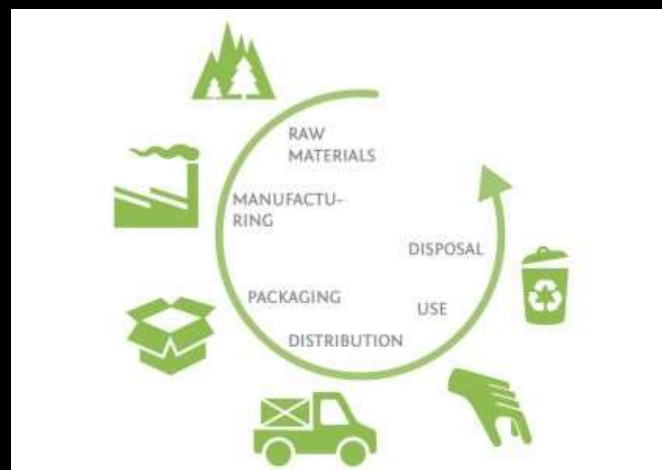 RAW
MATERIALS
MANUFACTU-
RING
PACKAGING
DISTRIBUTION
USE
DISPOSAL